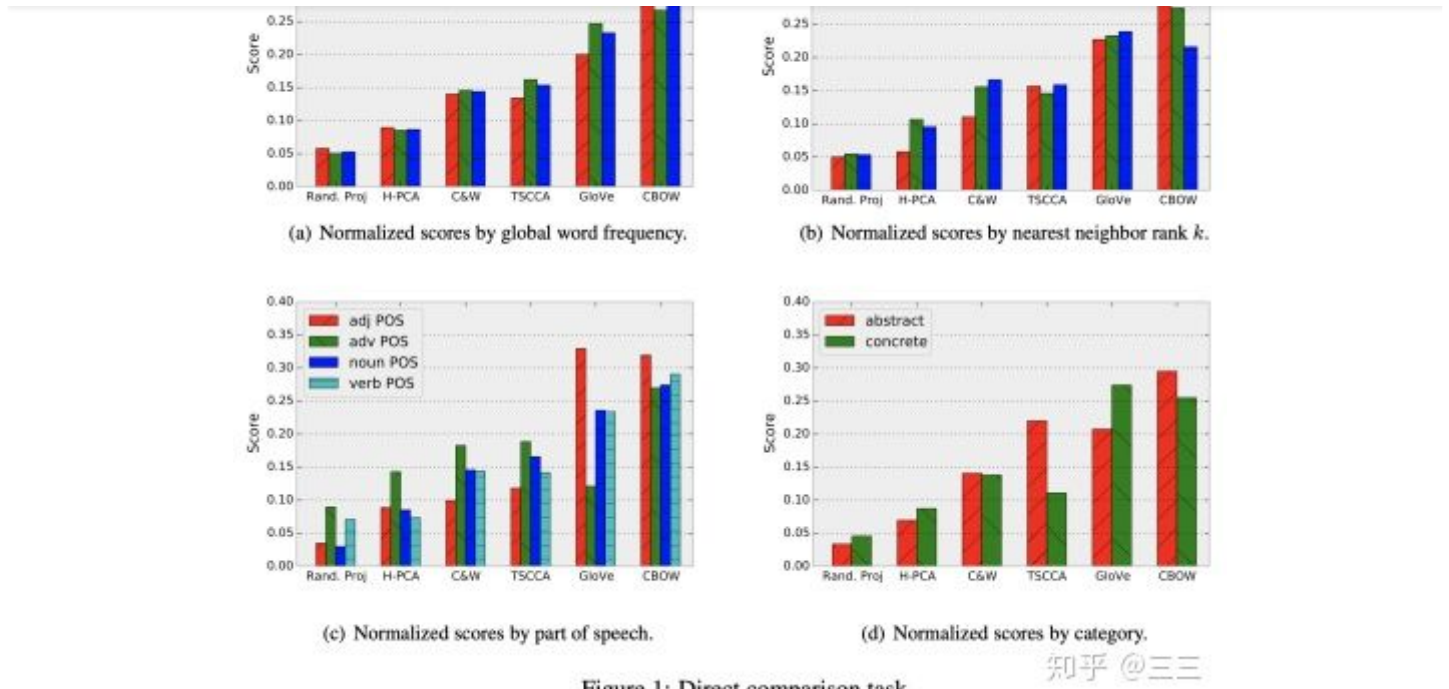 0.25
0.20
0.15
0.10
0.05
0.00
Score
Rand. Proj H-PCA C&W TSCCA GloVe CBOW
(a) Normalized scores by global word frequency.
0.25
0.20
0.15
0.10
0.05
0.00
Score
Rand. Proj H-PCA C&W TSCCA GloVe CBOW
(b) Normalized scores by nearest neighbor rank k.
0.40
0.35
0.30
0.25
0.20
0.15
0.10
0.05
0.00
Score
adj POS
adv POS
noun POS
verb POS
Rand. Proj H-PCA C&W TSCCA GloVe CBOW
(c) Normalized scores by part of speech.
0.40
0.35
0.30
0.25
0.20
0.15
0.10
0.05
0.00
Score
abstract
concrete
Rand. Proj H-PCA C&W TSCCA GloVe CBOW
(d) Normalized scores by category.
知乎 @三三
Figure 1: Direct comparison task